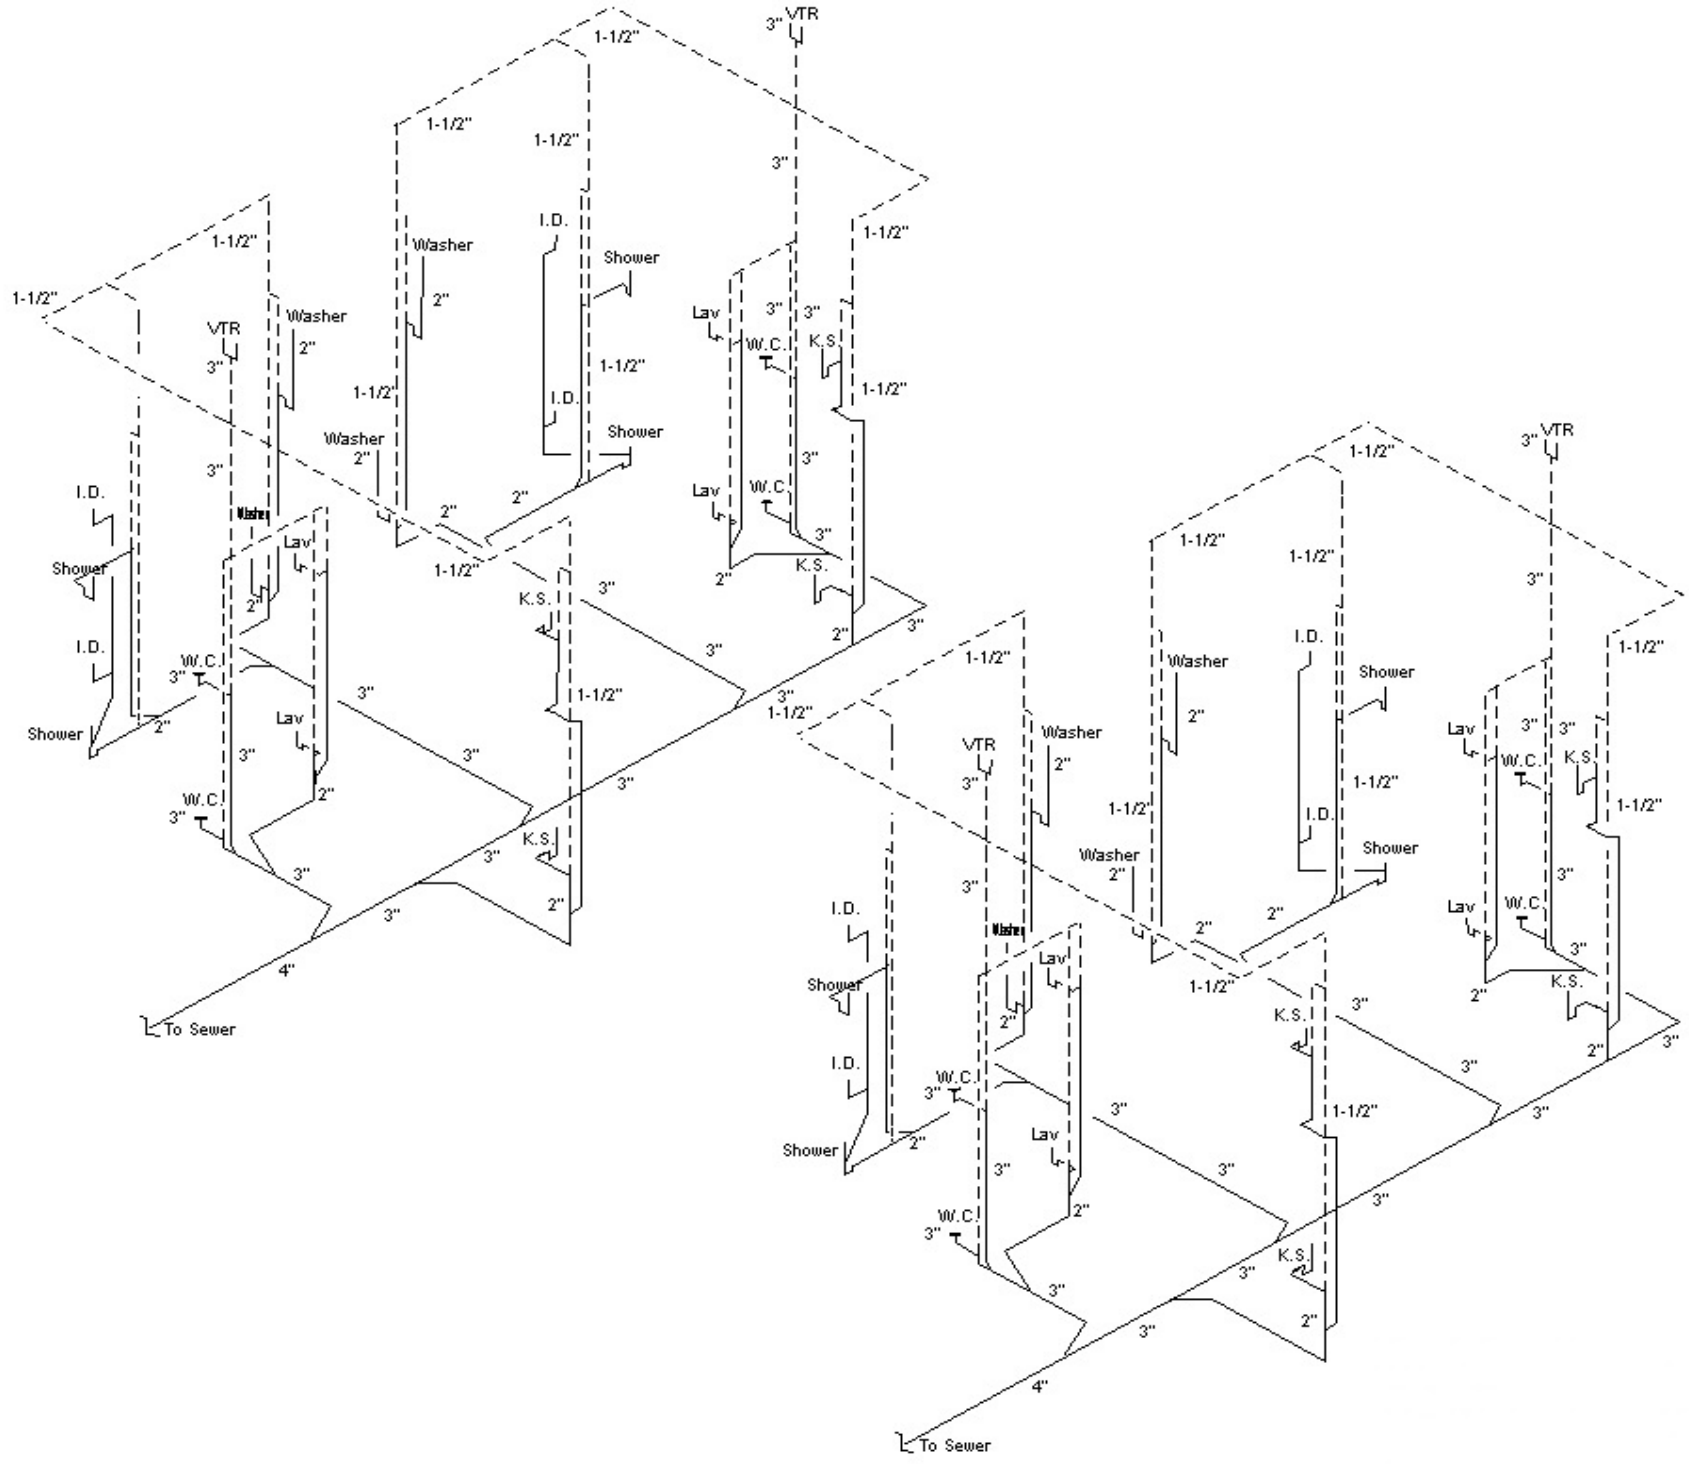 VTR
3"
1-1/2"
1-1/2"
1-1/2"
3"
I.D.
1-1/2"
1-1/2"
Washer
Shower
1-1/2"
2"
Washer
2"
Lav
3"
3"
VTR
3"
W.C.
K.S.
1-1/2"
1-1/2"
1-1/2"
I.D.
Washer
2"
Shower
3"
3"
I.D.
2"
Lav
W.C.
2"
Washer
Lav
3"
1-1/2"
Shower
2"
K.S.
2"
K.S.
3"
2"
3"
I.D.
W.C.
3"
3"
3"
1-1/2"
3"
Lav
Shower
2"
3"
3"
3"
2"
W.C.
3"
K.S.
3"
3"
2"
3"
4"
To Sewer
VTR
3"
1-1/2"
1-1/2"
1-1/2"
3"
I.D.
1-1/2"
1-1/2"
Washer
Shower
1-1/2"
2"
Washer
2"
Lav
3"
3"
VTR
3"
W.C.
K.S.
1-1/2"
1-1/2"
1-1/2"
I.D.
Washer
2"
Shower
3"
3"
I.D.
2"
Lav
W.C.
2"
Washer
Lav
3"
1-1/2"
Shower
2"
K.S.
2"
K.S.
3"
2"
3"
I.D.
W.C.
3"
3"
3"
1-1/2"
3"
Lav
Shower
2"
3"
3"
3"
2"
W.C.
3"
K.S.
3"
3"
2"
3"
4"
To Sewer